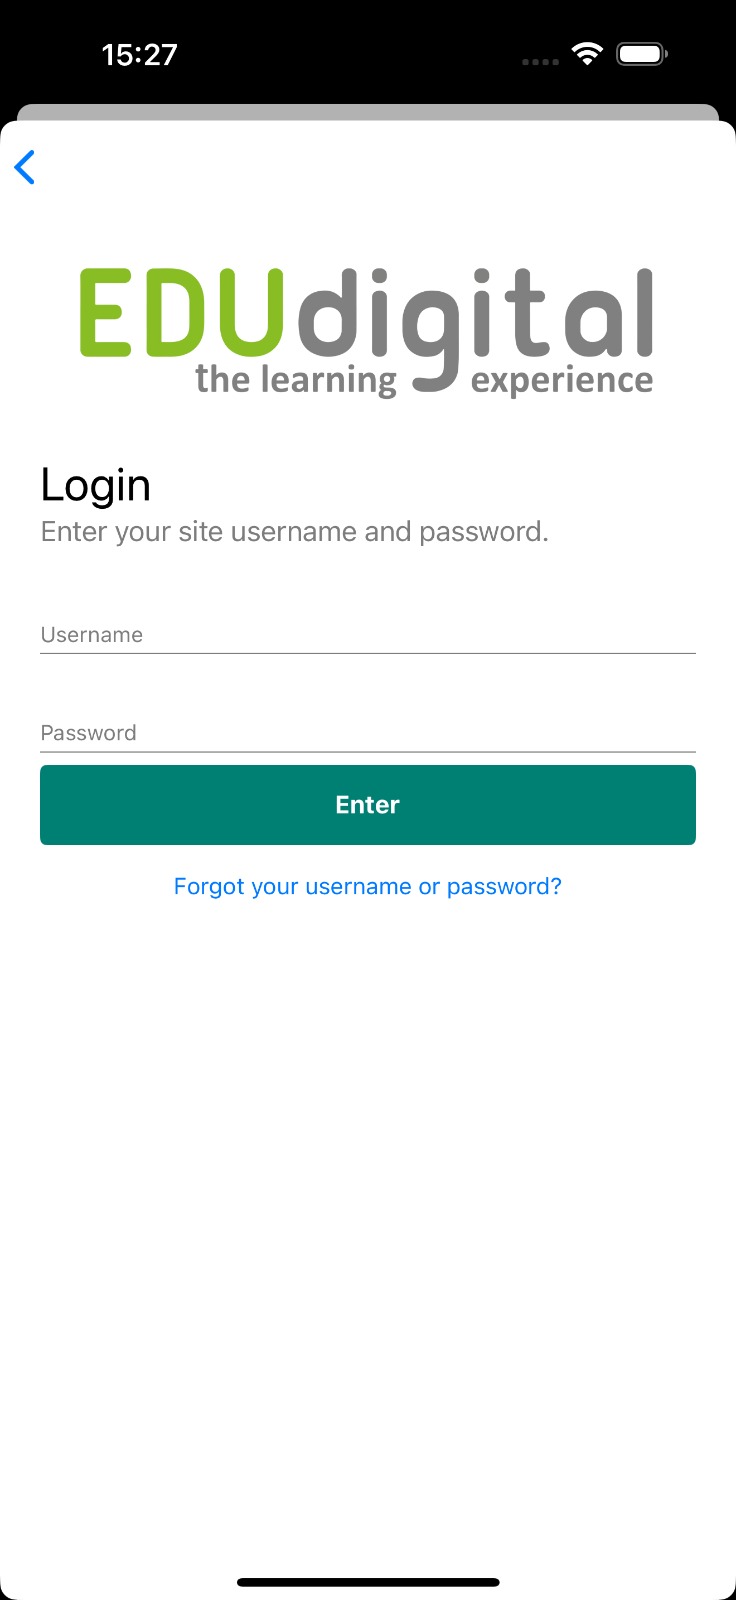 15:27
EDUdigital
the learning experience
Login
Enter your site username and password.
Username
Password
Enter
Forgot your username or password?